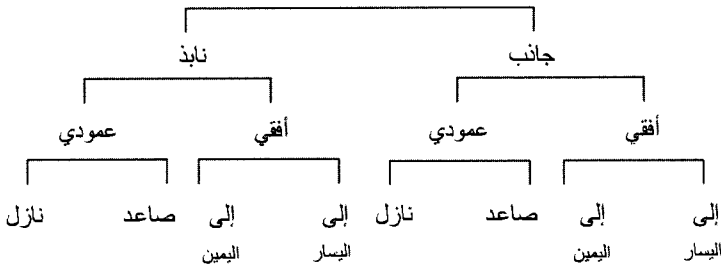 جانب نابذ
أفقي عمودي أفقي عمودي
إلى إلى صاعد نازل إلى إلى صاعد نازل
اليسار اليمين اليسار اليمين